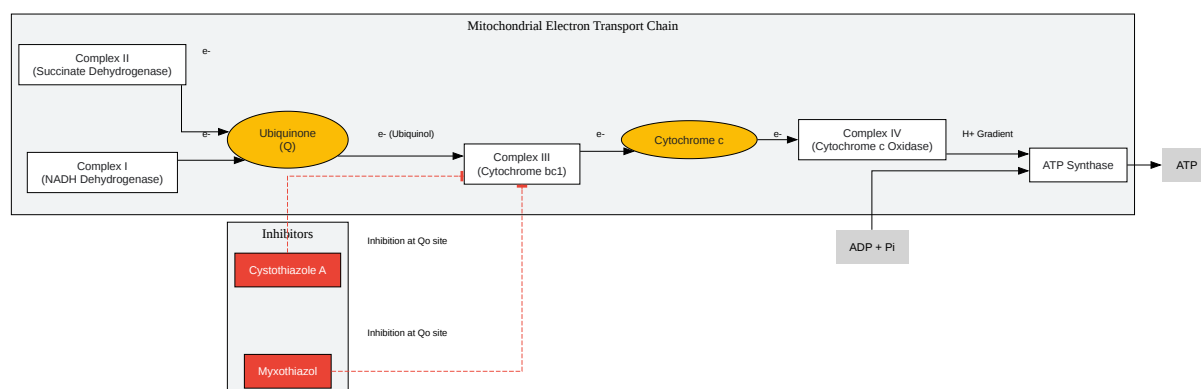 Mitochondrial Electron Transport Chain
Complex II
(Succinate Dehydrogenase)
e-
Complex I
(NADH Dehydrogenase)
e-
Ubiquinone
(Q)
e- (Ubiquinol)
Complex III
(Cytochrome bc1)
e-
Cytochrome c
e-
Complex IV
(Cytochrome c Oxidase)
H+ Gradient
ATP Synthase
ATP
ADP + Pi
Inhibitors
Cystothiazole A
Inhibition at Qo site
Myxothiazol
Inhibition at Qo site